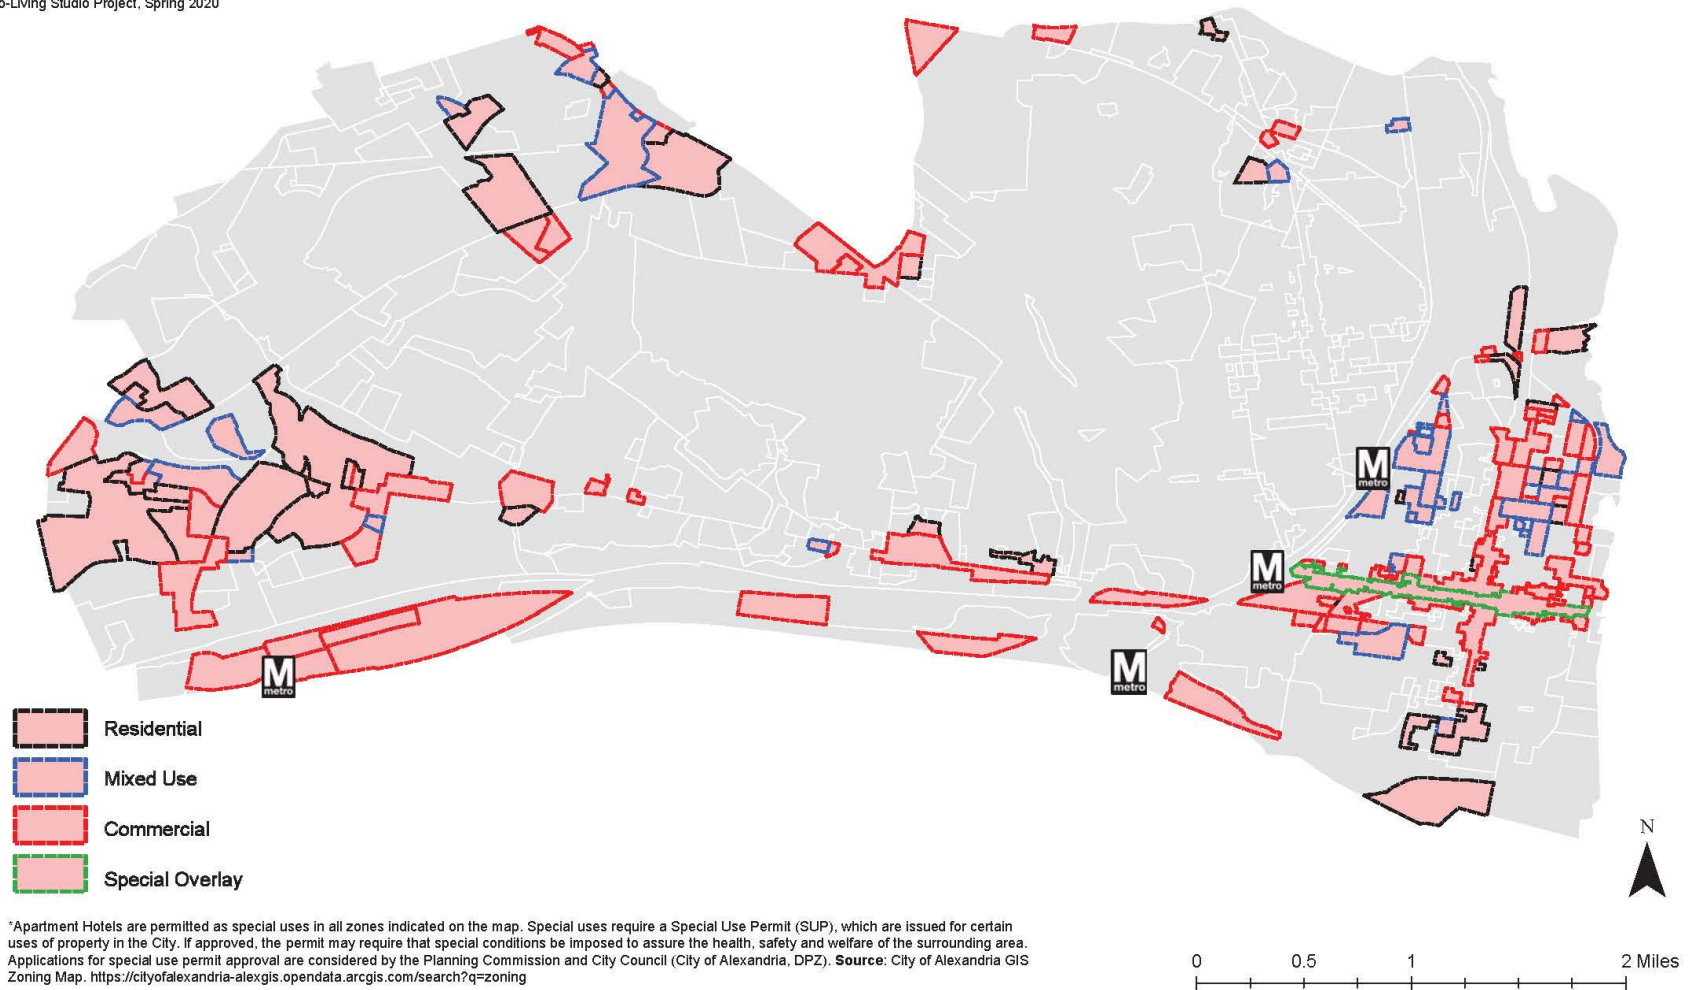 o-Living Studio Project, Spring 2020
M
metro
M
metro
M
metro
M
metro
Residential
Mixed Use
Commercial
Special Overlay
N
*Apartment Hotels are permitted as special uses in all zones indicated on the map. Special uses require a Special Use Permit (SUP), which are issued for certain
uses of property in the City. If approved, the permit may require that special conditions be imposed to assure the health, safety and welfare of the surrounding area.
Applications for special use permit approval are considered by the Planning Commission and City Council (City of Alexandria, DPZ). Source: City of Alexandria GIS
Zoning Map. https://cityofalexandria-alexgis.opendata.arcgis.com/search?q=zoning
0 0.5 1 2 Miles